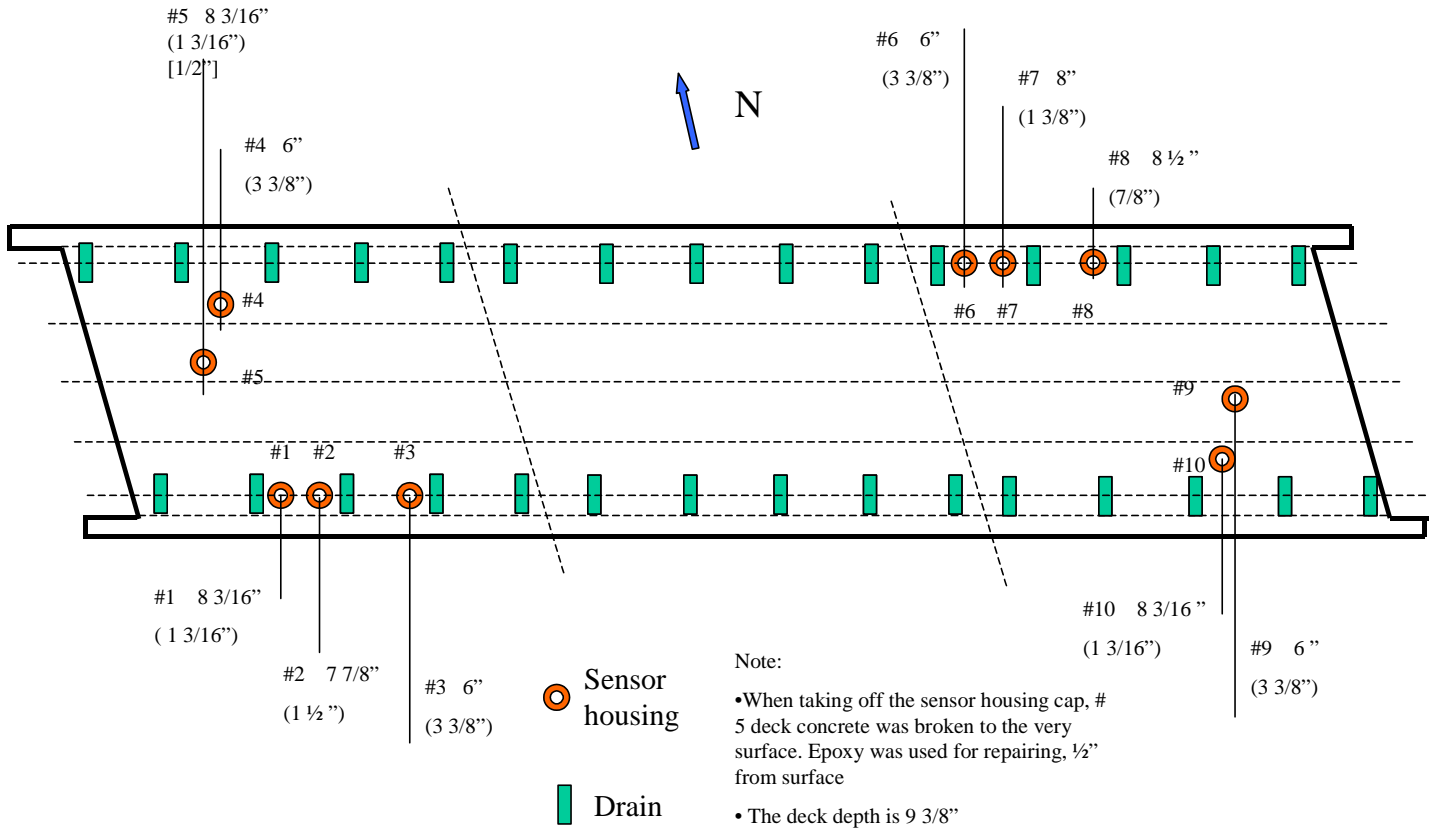 #5 8 3/16”
(1 3/16”)
[1/2”]
#4 6”
(3 3/8”)
N
#6 6”
(3 3/8”)
#7 8”
(1 3/8”)
#8 8 ½ ”
(7/8”)
#4
#5
#6 #7 #8
#9
#10
#1 #2 #3
#1 8 3/16”
( 1 3/16”)
#2 7 7/8”
(1 ½ ”)
#3 6”
(3 3/8”)
#10 8 3/16 ”
(1 3/16”)
#9 6 ”
(3 3/8”)
Sensor
housing
Drain
Note:
•When taking off the sensor housing cap, #
5 deck concrete was broken to the very
surface. Epoxy was used for repairing, ½”
from surface
• The deck depth is 9 3/8”